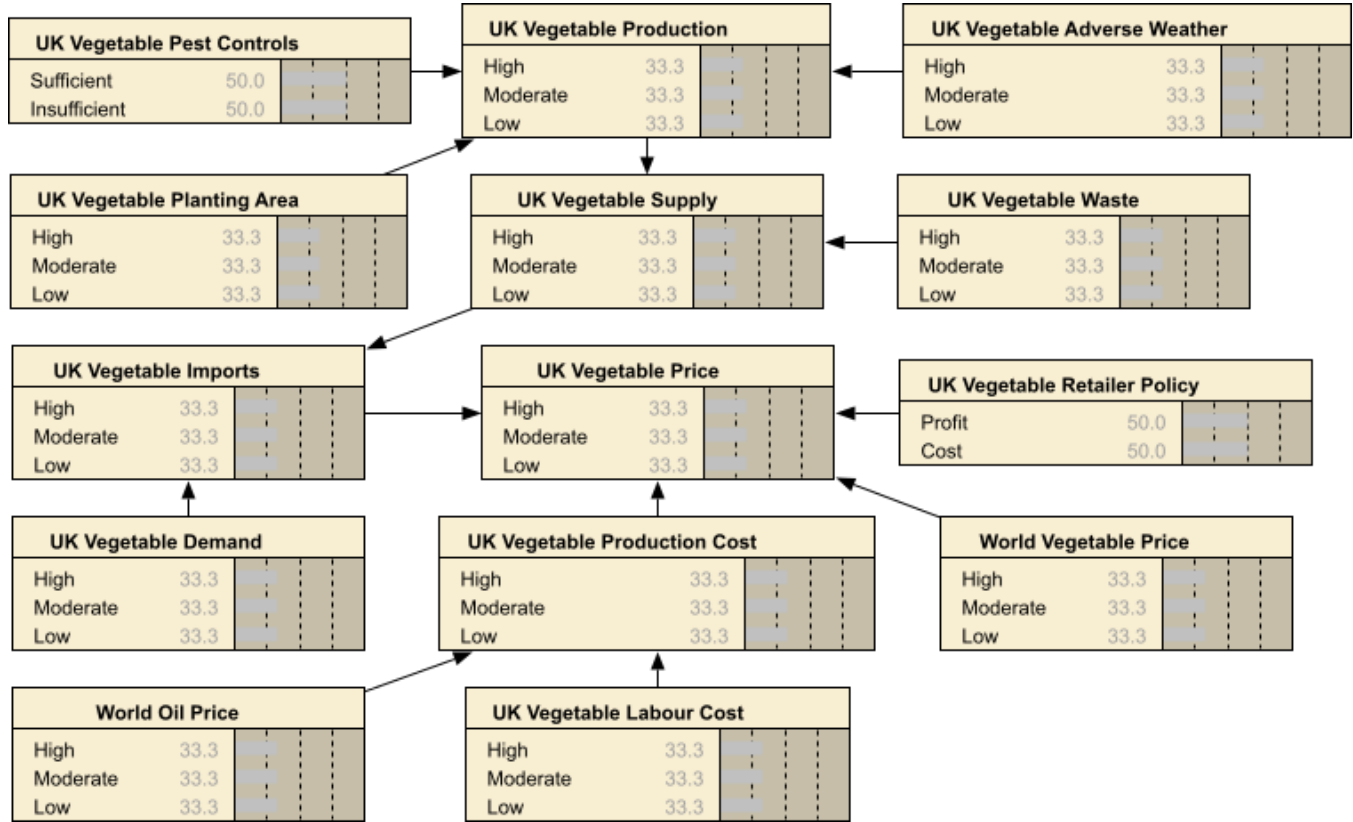 UK Vegetable Pest Controls
Sufficient 50.0
Insufficient 50.0
UK Vegetable Production
High 33.3
Moderate 33.3
Low 33.3
UK Vegetable Adverse Weather
High 33.3
Moderate 33.3
Low 33.3
UK Vegetable Planting Area
High 33.3
Moderate 33.3
Low 33.3
UK Vegetable Supply
High 33.3
Moderate 33.3
Low 33.3
UK Vegetable Waste
High 33.3
Moderate 33.3
Low 33.3
UK Vegetable Imports
High 33.3
Moderate 33.3
Low 33.3
UK Vegetable Price
High 33.3
Moderate 33.3
Low 33.3
UK Vegetable Retailer Policy
Profit 50.0
Cost 50.0
UK Vegetable Demand
High 33.3
Moderate 33.3
Low 33.3
UK Vegetable Production Cost
High 33.3
Moderate 33.3
Low 33.3
World Vegetable Price
High 33.3
Moderate 33.3
Low 33.3
World Oil Price
High 33.3
Moderate 33.3
Low 33.3
UK Vegetable Labour Cost
High 33.3
Moderate 33.3
Low 33.3